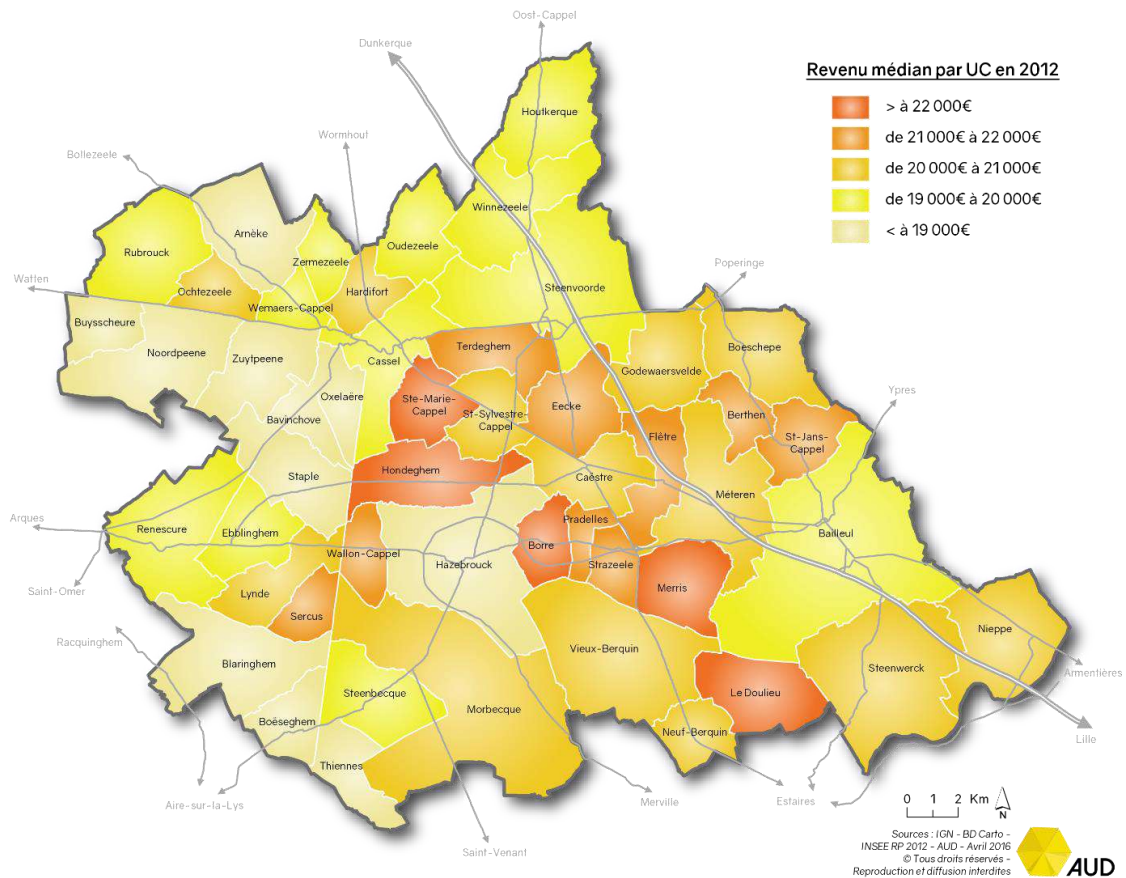 Oost-Cappel
Dunkerque
Revenu médian par UC en 2012
> à 22 000€
de 21 000€ à 22 000€
de 20 000€ à 21 000€
de 19 000€ à 20 000€
< à 19 000€
Houtkerque
Wormhout
Bollezeele
Winnezeele
Arnèke
Oudezeele
Rubrouck
Zermezeele
Poperinge
Watten
Ochtezeele
Hardifort
Steenvoorde
Wemaers-Cappel
Buysscheure
Noordpeene
Zuytpeene
Cassel
Terdeghem
Boeschepe
Godewaersvelde
Oxelaëre
Ste-Marie-
Cappel
St-Sylvestre-
Cappel
Eecke
Berthen
Ypres
Bavinchove
Flêtre
St-Jans-
Cappel
Hondeghem
Staple
Caëstre
Méteren
Arques
Renescure
Ebblinghem
Pradelles
Bailleul
Wallon-Cappel
Borre
Hazebrouck
Strazeele
Merris
Saint-Omer
Lynde
Sercus
Racquinghem
Nieppe
Blaringhem
Vieux-Berquin
Steenwerck
Armentières
Steenbecque
Le Doulieu
Morbecque
Boëseghem
Neuf-Berquin
Lille
Thiennes
Aire-sur-la-Lys
Merville
Estaires
Saint-Venant
0 1 2 Km
N
Sources : IGN - BD Carto -
INSEE RP 2012 - AUD - Avril 2016
© Tous droits réservés -
Reproduction et diffusion interdites
AUD